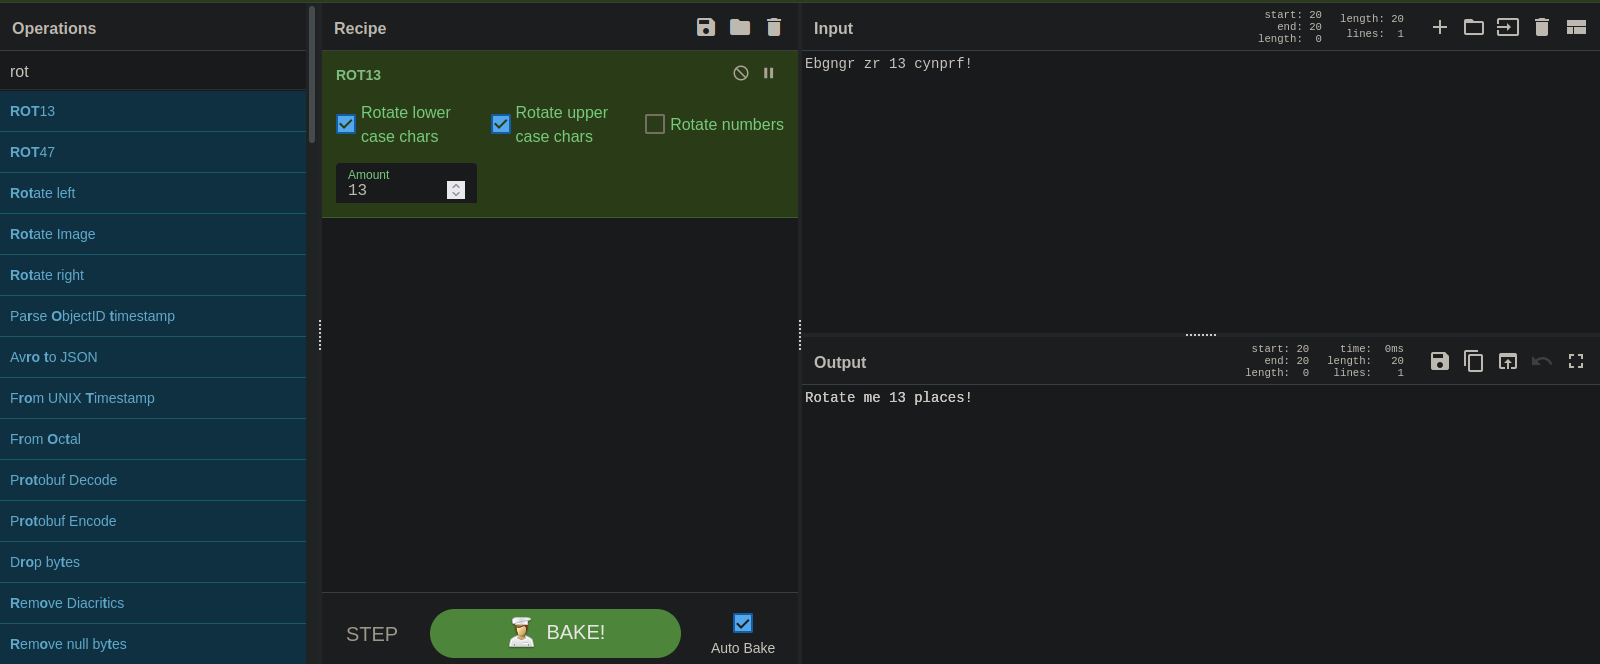 Operations
rot
ROT13
ROT47
Rotate left
Rotate Image
Rotate right
Parse ObjectID timestamp
Avro to JSON
From UNIX Timestamp
From Octal
Protobuf Decode
Protobuf Encode
Drop bytes
Remove Diacritics
Remove null bytes
Recipe
ROT13
Rotate lower case chars
Rotate upper case chars
Rotate numbers
Amount
13
STEP
BAKE!
Auto Bake
Input
start: 20
end: 20
length: 0
length: 20
lines: 1
Ebgngr zr 13 cynprf!
Output
start: 20
end: 20
length: 0
time: 0ms
length: 20
lines: 1
Rotate me 13 places!